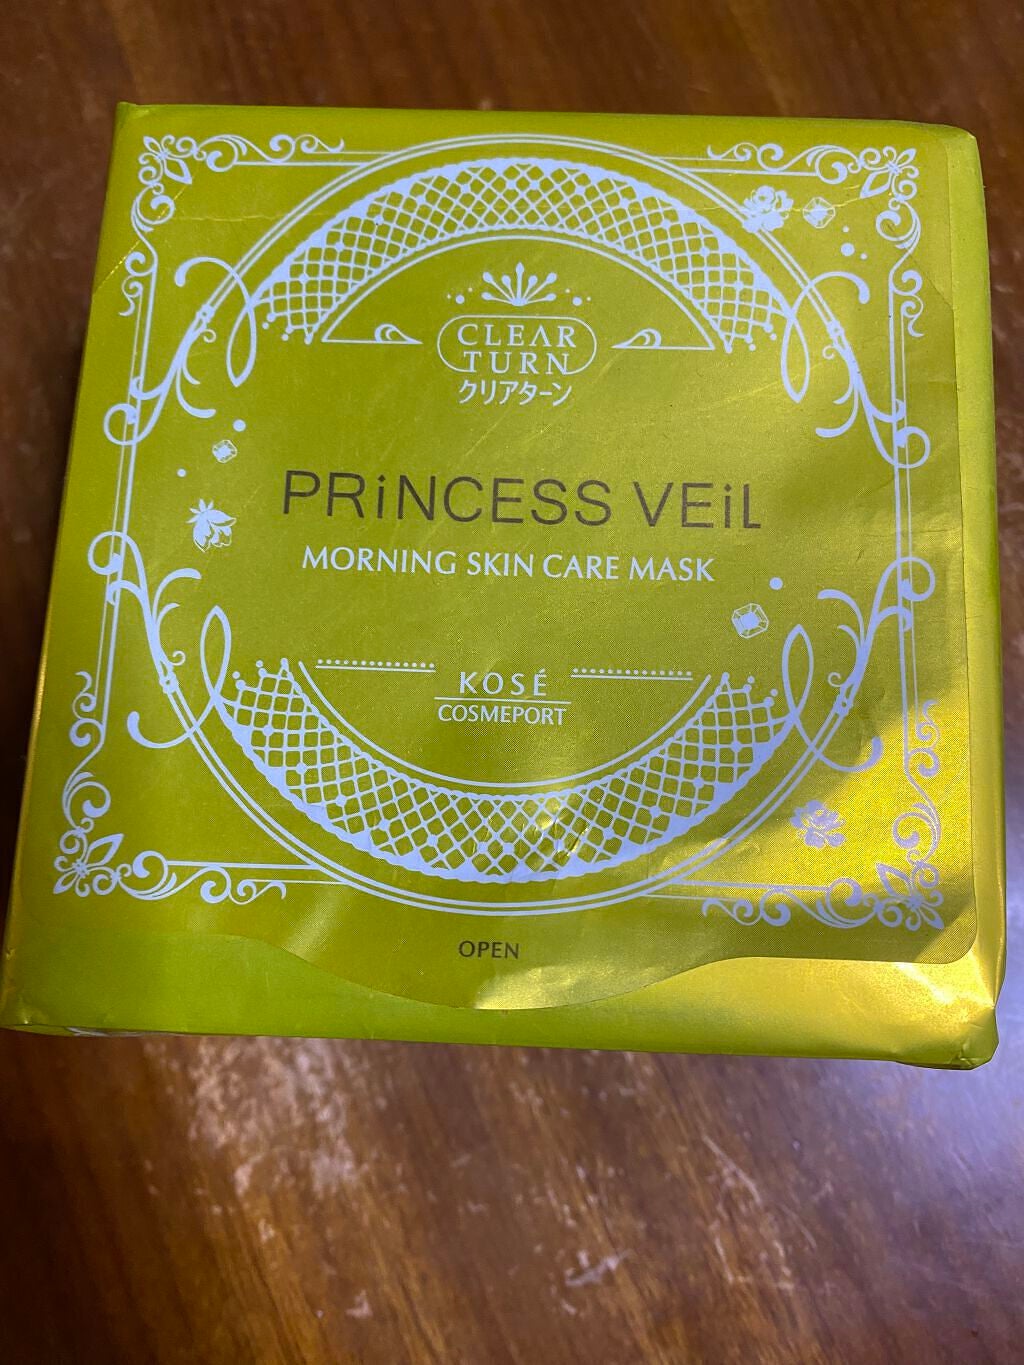 CLEAR
TURN
クリアターン
PRiNCESS VEiL
MORNING SKIN CARE MASK
KOSÉ
COSMEPORT
OPEN